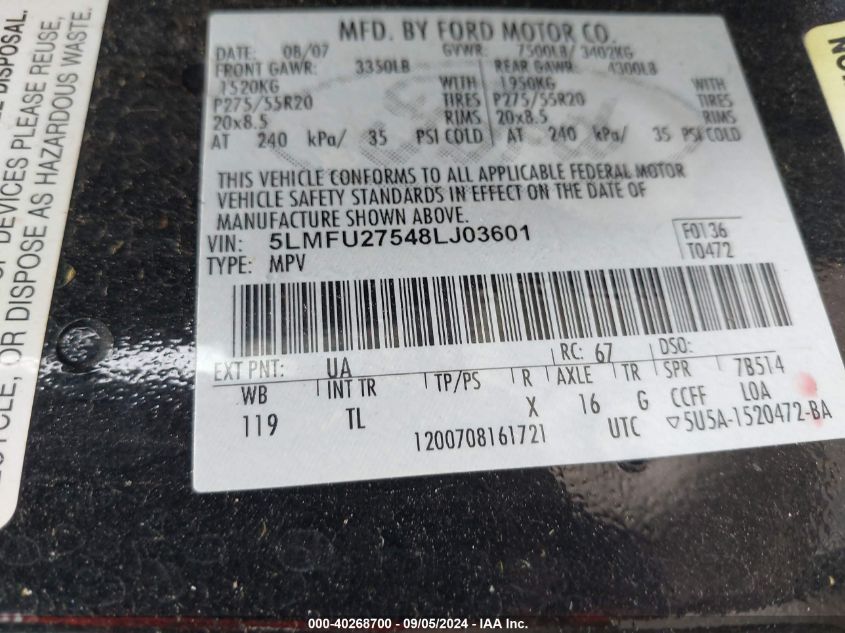 MFD. BY FORD MOTOR CO.
DATE: 08/07 GVWR: 7500LB/ 3402KG
FRONT GAWR: 3350LB REAR GAWR: 4300LB
1520KG WITH 1950KG WITH
P275/55R20 TIRES P275/55R20 TIRES
20x8.5 RIMS 20x8.5 RIMS
AT 240 kPa/ 35 PSI COLD AT 240 kPa/ 35 PSI COLD
THIS VEHICLE CONFORMS TO ALL APPLICABLE FEDERAL MOTOR
VEHICLE SAFETY STANDARDS IN EFFECT ON THE DATE OF
MANUFACTURE SHOWN ABOVE.
VIN: 5LMFU27548LJ03601 F0136
TYPE: MPV T0472
EXT PNT: UA RC: 67 DSO:
WB INT TR TP/PS R AXLE TR SPR 7B514
119 TL X 16 G CCFF LOA
1200708161721 UTC ▽5U5A-1520472-BA
DISPOSAL.
DEVICES PLEASE REUSE,
OR DISPOSE AS HAZARDOUS WASTE.
000-40268700 - 09/05/2024 - IAA Inc.